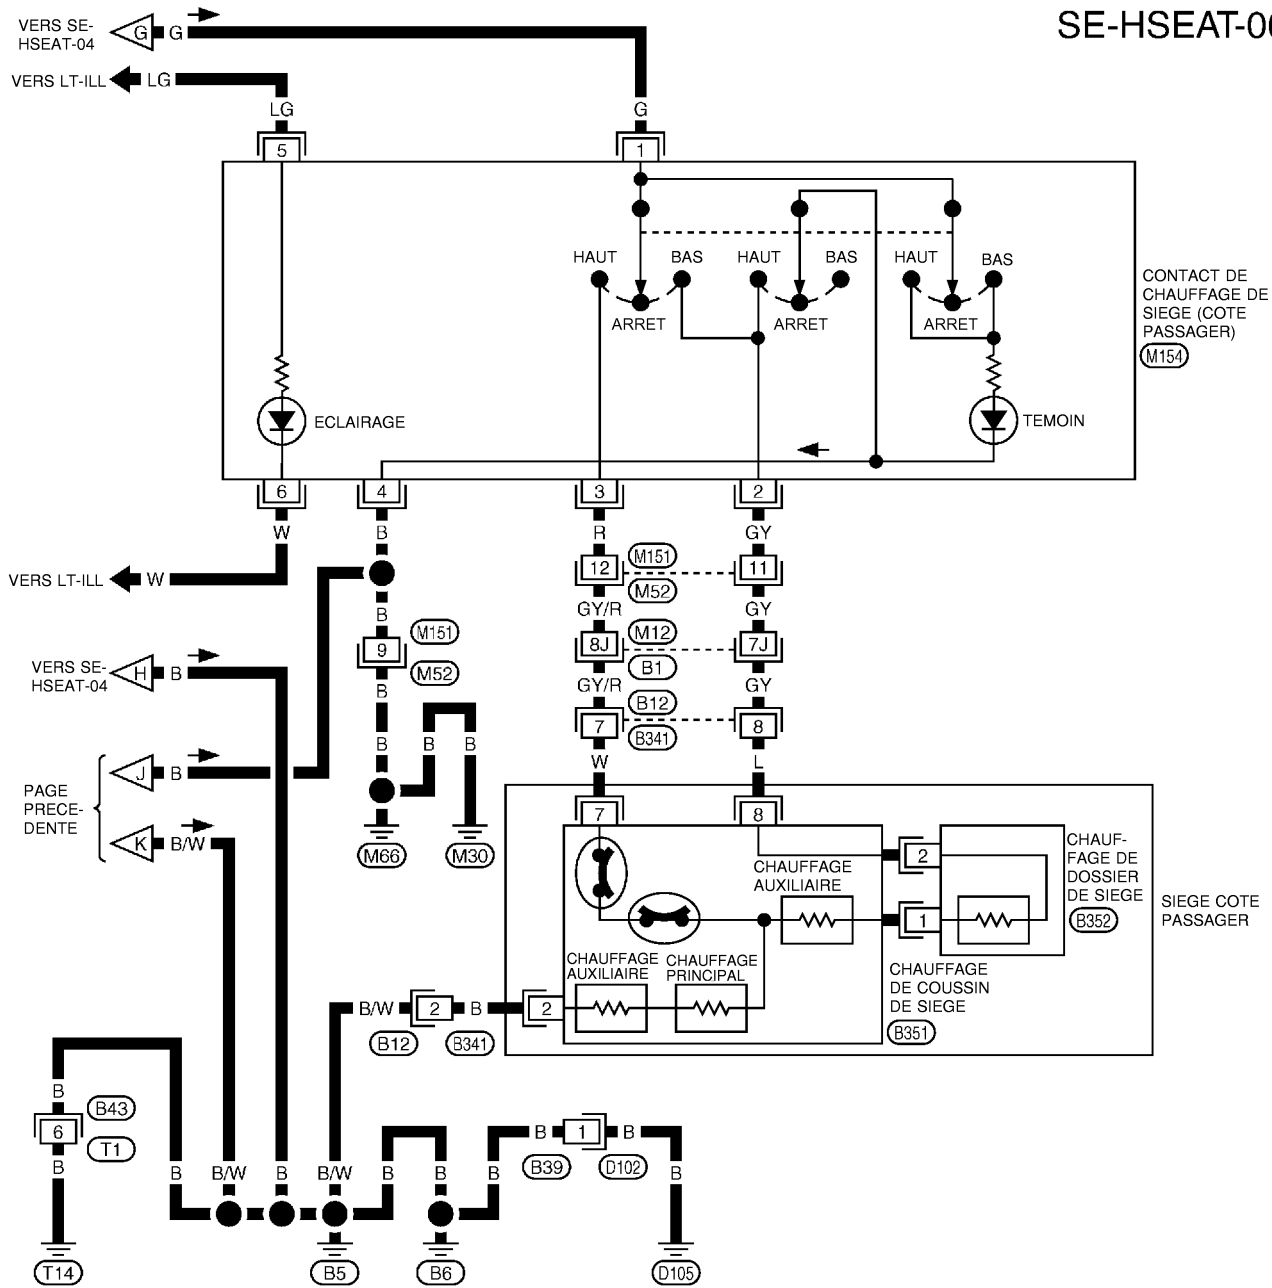 SE-HSEAT-0
VERS SE-
HSEAT-04
G
G
VERS LT-ILL
LG
LG
G
5
1
HAUT
BAS
HAUT
BAS
HAUT
BAS
ARRET
ARRET
ARRET
CONTACT DE
CHAUFFAGE DE
SIEGE (COTE
PASSAGER)
M154
ECLAIRAGE
TEMOIN
6
4
3
2
W
B
R
GY
VERS LT-ILL
W
12
M151
11
M52
B
GY/R
GY
9
M151
M52
8J
M12
7J
B1
VERS SE-
HSEAT-04
H
B
B
GY/R
GY
B12
7
8
B341
B
B
B
W
L
PAGE
PRECE-
DENTE
J
B
K
B/W
M66
M30
7
8
CHAUFFAGE
AUXILIAIRE
2
CHAUF-
FAGE DE
DOSSIER
DE SIEGE
B352
1
SIEGE COTE
PASSAGER
CHAUFFAGE
AUXILIAIRE
CHAUFFAGE
PRINCIPAL
CHAUFFAGE
DE COUSSIN
DE SIEGE
B351
B/W
2
B
2
B12
B341
B
B43
6
T1
B
B
B/W
B
B/W
B
B
B
B
1
B
B39
D102
B
T14
B5
B6
D105